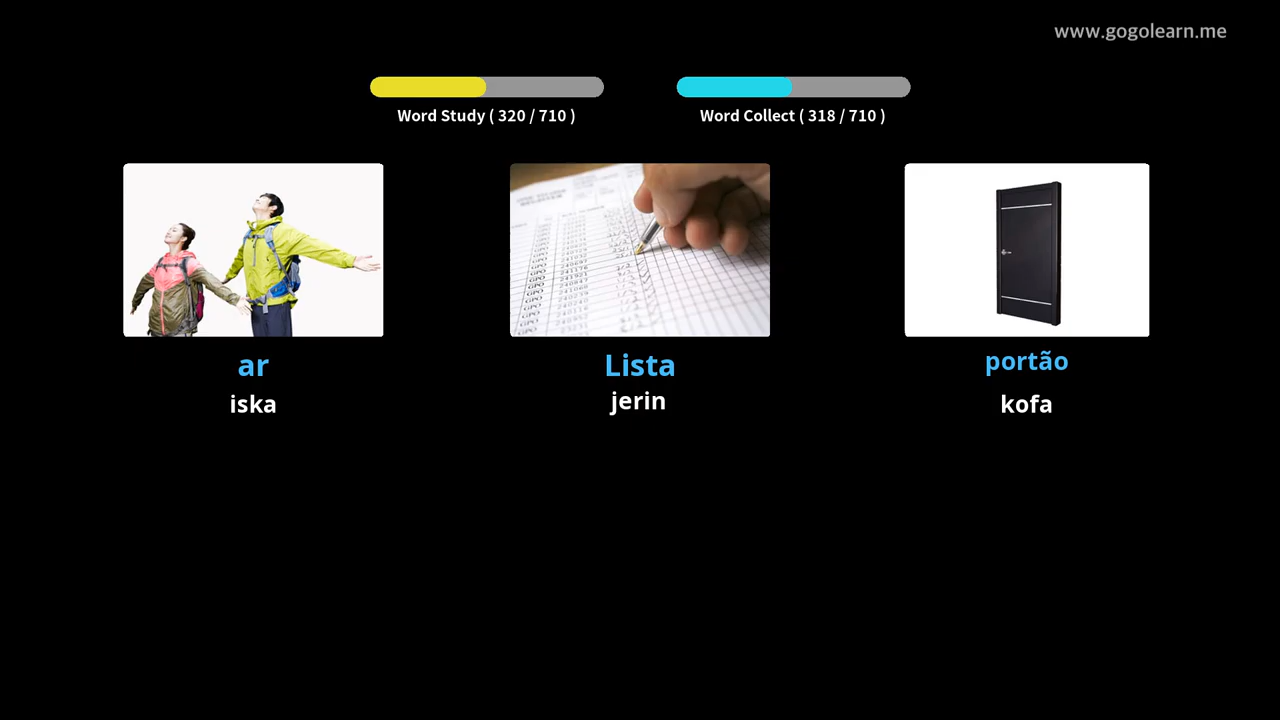 www.gogolearn.me
Word Study ( 320 / 710 )
Word Collect ( 318 / 710 )
ar
Lista
portão
iska
jerin
kofa